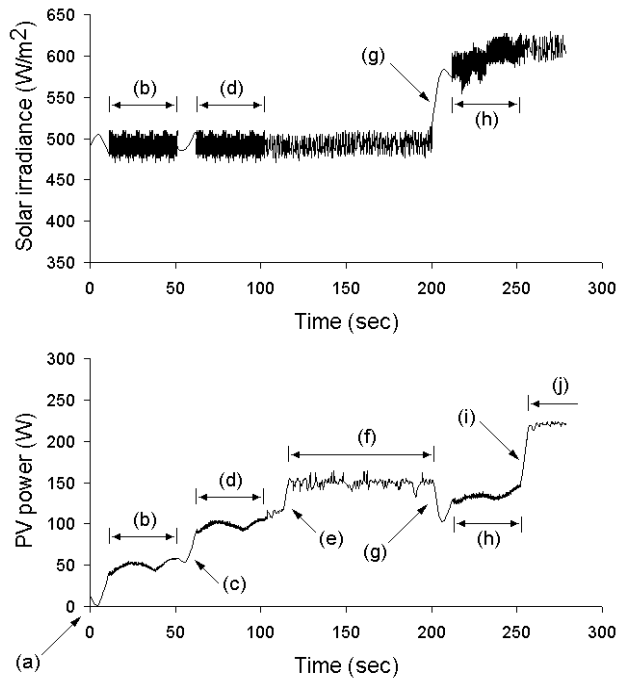 650
600
550
500
450
400
350
0 50 100 150 200 250 300
Solar irradiance (W/m2)
Time (sec)
(b)
(d)
(g)
(h)
300
250
200
150
100
50
0
0 50 100 150 200 250 300
PV power (W)
Time (sec)
(a)
(b)
(c)
(d)
(e)
(f)
(g)
(h)
(i)
(j)